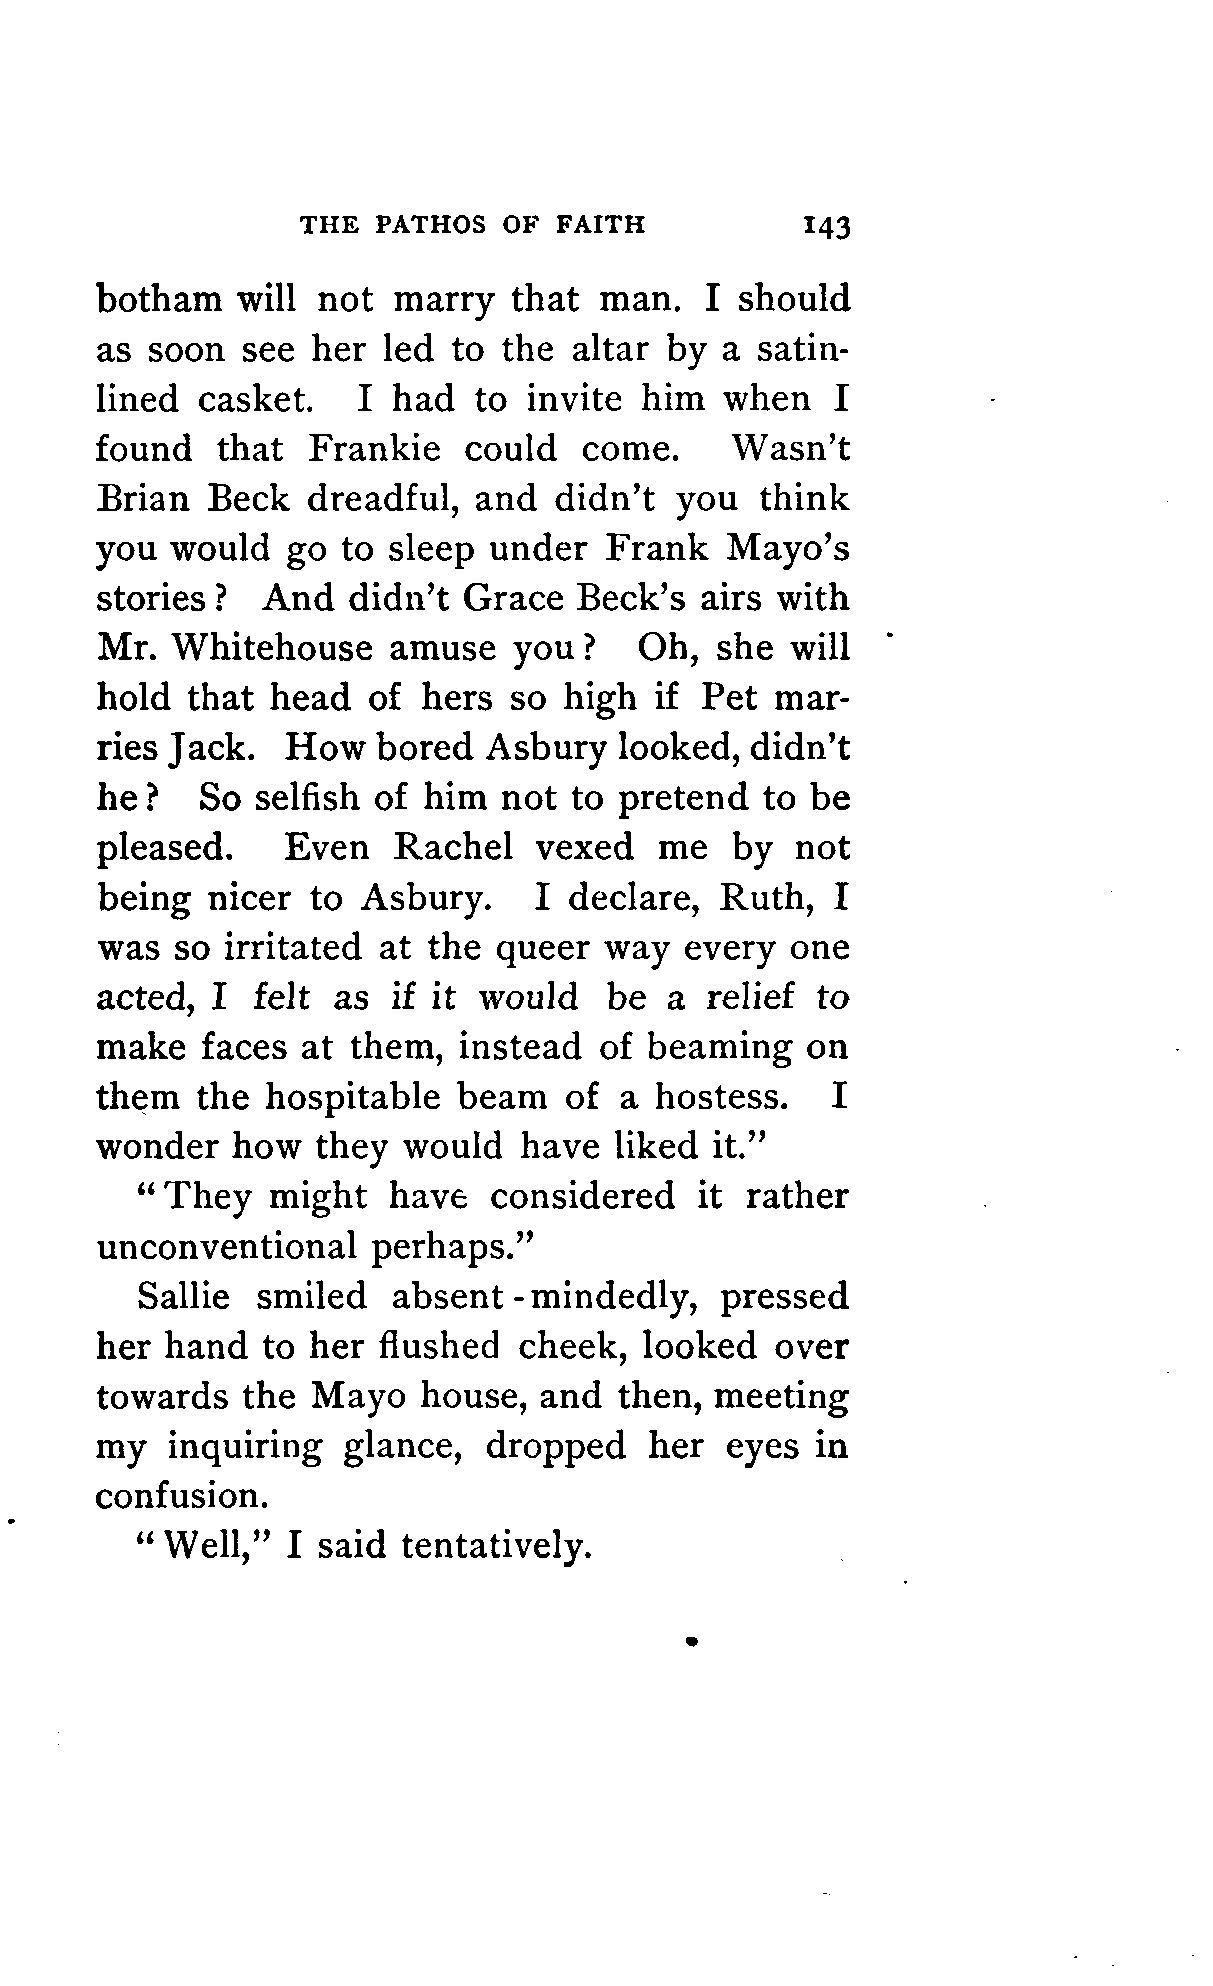 THE PATHOS OF FAITH 143
botham will not marry that man. I should
as soon see her led to the altar by a satin-
lined casket. I had to invite him when I
found that Frankie could come. Wasn't
Brian Beck dreadful, and didn't you think
you would go to sleep under Frank Mayo's
stories? And didn't Grace Beck's airs with
Mr. Whitehouse amuse you? Oh, she will
hold that head of hers so high if Pet mar-
ries Jack. How bored Asbury looked, didn't
he? So selfish of him not to pretend to be
pleased. Even Rachel vexed me by not
being nicer to Asbury. I declare, Ruth, I
was so irritated at the queer way every one
acted, I felt as if it would be a relief to
make faces at them, instead of beaming on
them the hospitable beam of a hostess. I
wonder how they would have liked it."
"They might have considered it rather
unconventional perhaps."
Sallie smiled absent-mindedly, pressed
her hand to her flushed cheek, looked over
towards the Mayo house, and then, meeting
my inquiring glance, dropped her eyes in
confusion.
"Well," I said tentatively.